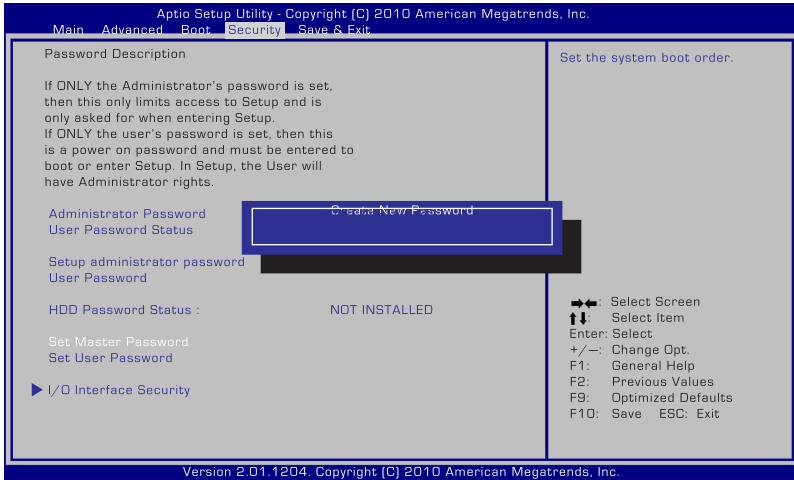 Aptio Setup Utility - Copyright (C) 2010 American Megatrends, Inc.
Main Advanced Boot Security Save & Exit
Password Description
If ONLY the Administrator's password is set,
then this only limits access to Setup and is
only asked for when entering Setup.
If ONLY the user's password is set, then this
is a power on password and must be entered to
boot or enter Setup. In Setup, the User will
have Administrator rights.
Administrator Password
User Password Status
Create New Password
Setup administrator password
User Password
HDD Password Status : NOT INSTALLED
Set Master Password
Set User Password
I/O Interface Security
Set the system boot order.
→←: Select Screen
↑↓: Select Item
Enter: Select
+/—: Change Opt.
F1: General Help
F2: Previous Values
F9: Optimized Defaults
F10: Save ESC: Exit
Version 2.01.1204. Copyright (C) 2010 American Megatrends, Inc.